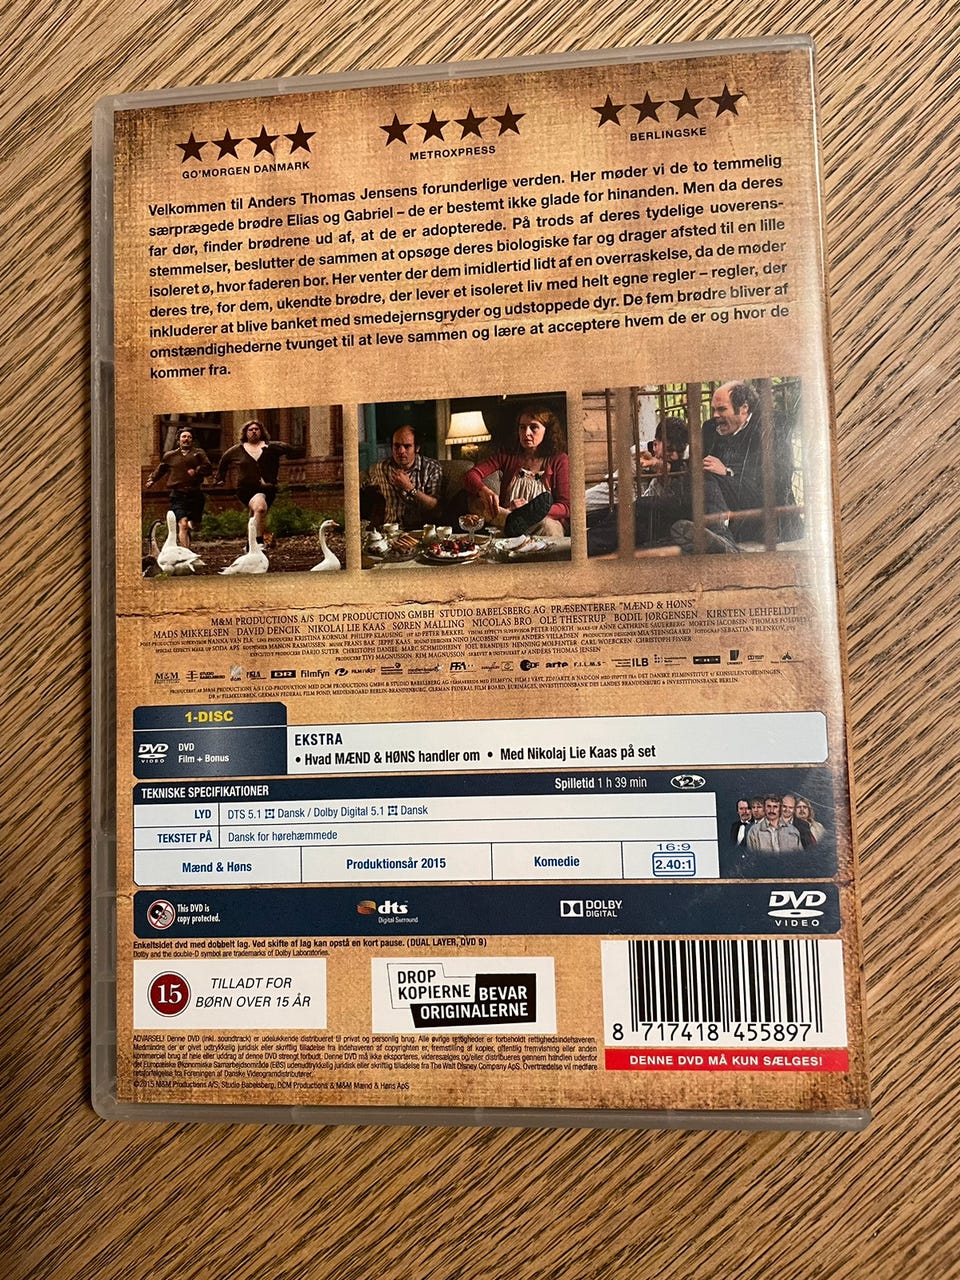 GO'MORGEN DANMARK
METROXPRESS
BERLINGSKE
Velkommen til Anders Thomas Jensens forunderlige verden. Her møder vi de to temmelig
særprægede brødre Elias og Gabriel – de er bestemt ikke glade for hinanden. Men da deres
far dør, finder brødrene ud af, at de er adopterede. På trods af deres tydelige uoverens-
stemmelser, beslutter de sammen at opsøge deres biologiske far og drager afsted til en lille
isoleret ø, hvor faderen bor. Her venter der dem imidlertid lidt af en overraskelse, da de møder
deres tre, for dem, ukendte brødre, der lever et isoleret liv med helt egne regler – regler, der
inkluderer at blive banket med smedejernsgryder og udstoppede dyr. De fem brødre bliver af
omstændighederne tvunget til at leve sammen og lære at acceptere hvem de er og hvor de
kommer fra.
M&M PRODUCTIONS A/S DCM PRODUCTIONS GMBH STUDIO BABELSBERG AG PRÆSENTERER "MÆND & HØNS"
MADS MIKKELSEN DAVID DENCIK NIKOLAJ LIE KAAS SØREN MALLING NICOLAS BRO OLE THESTRUP BODIL JØRGENSEN KIRSTEN LEHFELDT
1-DISC
DVD VIDEO
DVD
Film + Bonus
EKSTRA
• Hvad MÆND & HØNS handler om • Med Nikolaj Lie Kaas på set
TEKNISKE SPECIFIKATIONER
Spilletid 1 h 39 min
2
LYD
DTS 5.1 Dansk / Dolby Digital 5.1 Dansk
TEKSTET PÅ
Dansk for hørehæmmede
Mænd & Høns
Produktionsår 2015
Komedie
16:9
2.40:1
This DVD is
copy protected.
dts
Digital Surround
DOLBY
DIGITAL
DVD
VIDEO
Enkeltsidet dvd med dobbelt lag. Ved skifte af lag kan opstå en kort pause. (DUAL LAYER, DVD 9)
Dolby and the double-D symbol are trademarks of Dolby Laboratories.
15
TILLADT FOR
BØRN OVER 15 ÅR
DROP
KOPIERNE
BEVAR
ORIGINALERNE
8 717418 455897
DENNE DVD MÅ KUN SÆLGES!
©2015 M&M Productions A/S, Studio Babelsberg, DCM Productions & M&M Mænd & Høns ApS